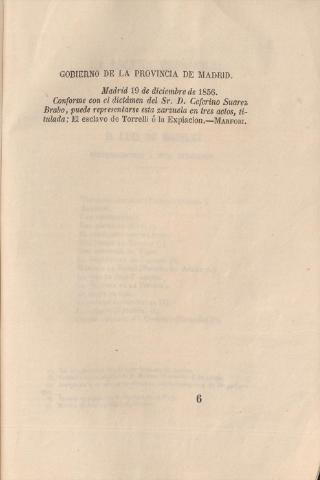 GOBIERNO DE LA PROVINCIA DE MADRID.
Madrid 19 de diciembre de 1856.
Conforme con el dictámen del Sr. D. Ceferino Suarez
Brabo, puede representarse esta zarzuela en tres actos, ti-
tulada: El esclavo de Torrelli ó la Expiacion.—MARFORI.
6